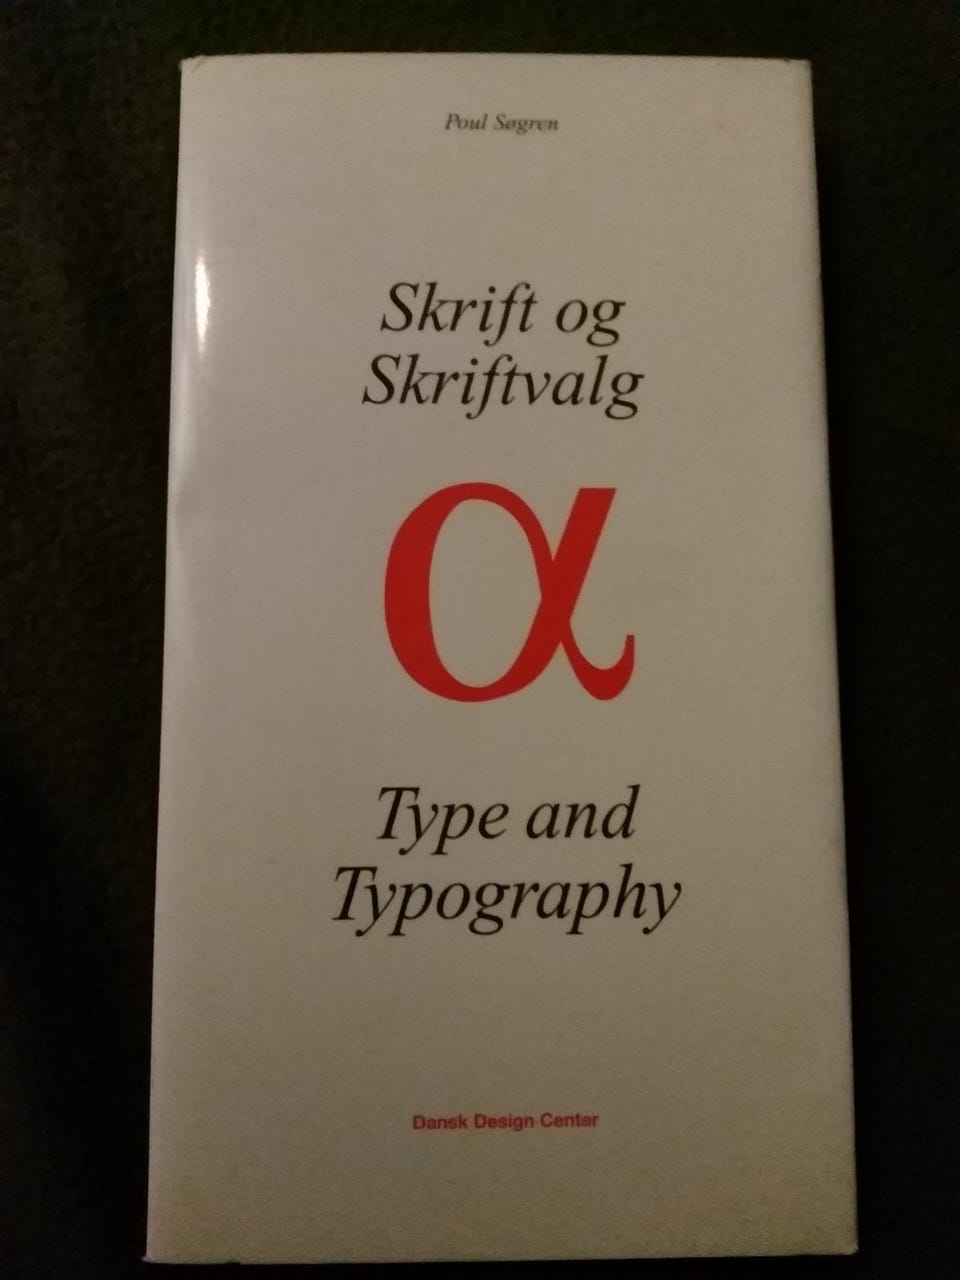 Poul Søgren
Skrift og
Skriftvalg
α
Type and
Typography
Dansk Design Center